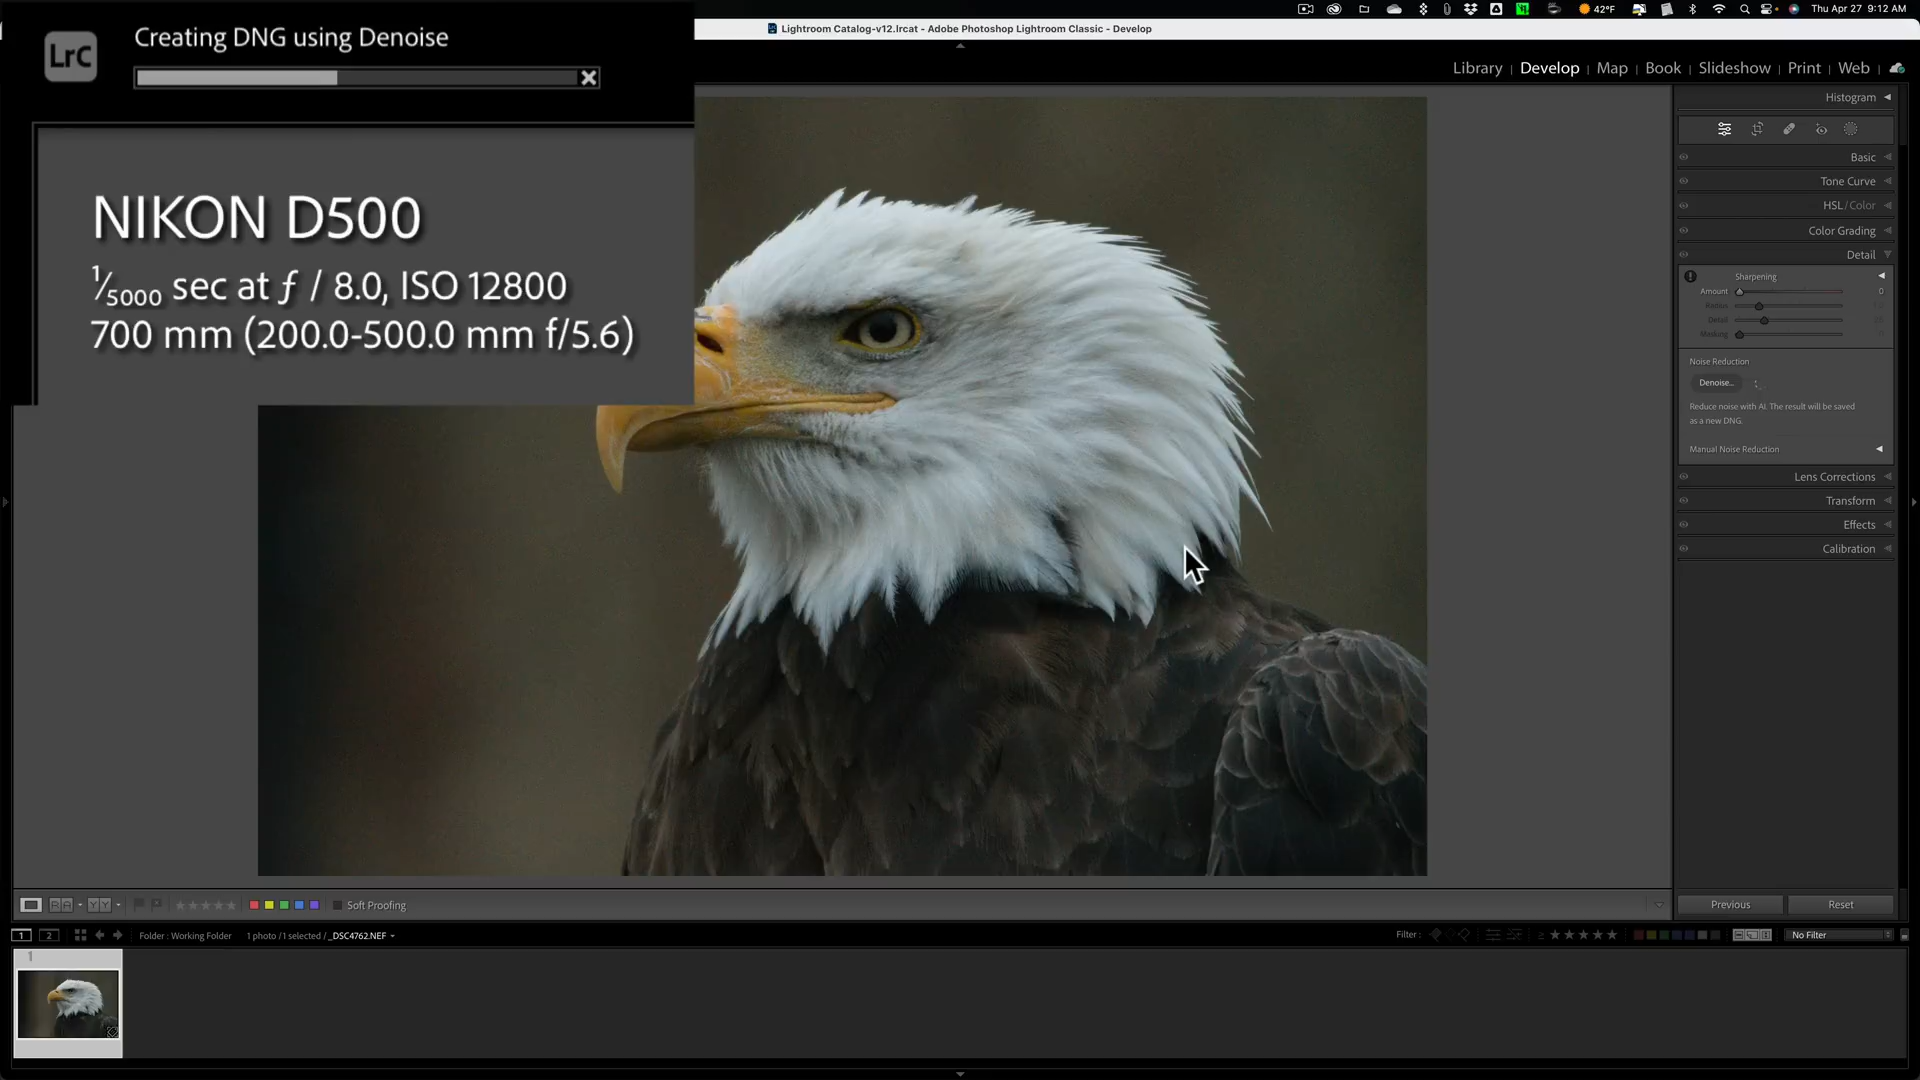 LrC
Creating DNG using Denoise
NIKON D500
1/5000 sec at ƒ / 8.0, ISO 12800
700 mm (200.0-500.0 mm f/5.6)
42°F
Thu Apr 27 9:12 AM
Lightroom Catalog-v12.lrcat - Adobe Photoshop Lightroom Classic - Develop
Library | Develop | Map | Book | Slideshow | Print | Web |
Histogram
Basic
Tone Curve
HSL / Color
Color Grading
Detail
Sharpening
Amount 0
Radius
Detail
Masking
Noise Reduction
Denoise...
Reduce noise with AI. The result will be saved
as a new DNG.
Manual Noise Reduction
Lens Corrections
Transform
Effects
Calibration
Soft Proofing
Previous
Reset
1 2
Folder : Working Folder 1 photo / 1 selected / _DSC4762.NEF
Filter :
No Filter
1